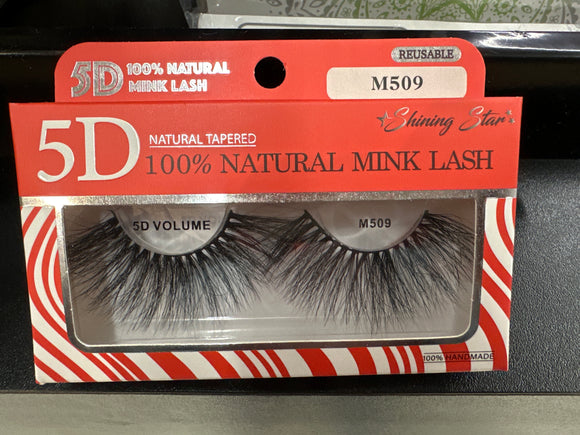 5D 100% NATURAL
MINK LASH
REUSABLE
M509
Shining Star
5D NATURAL TAPERED
100% NATURAL MINK LASH
5D VOLUME
M509
100% HANDMADE